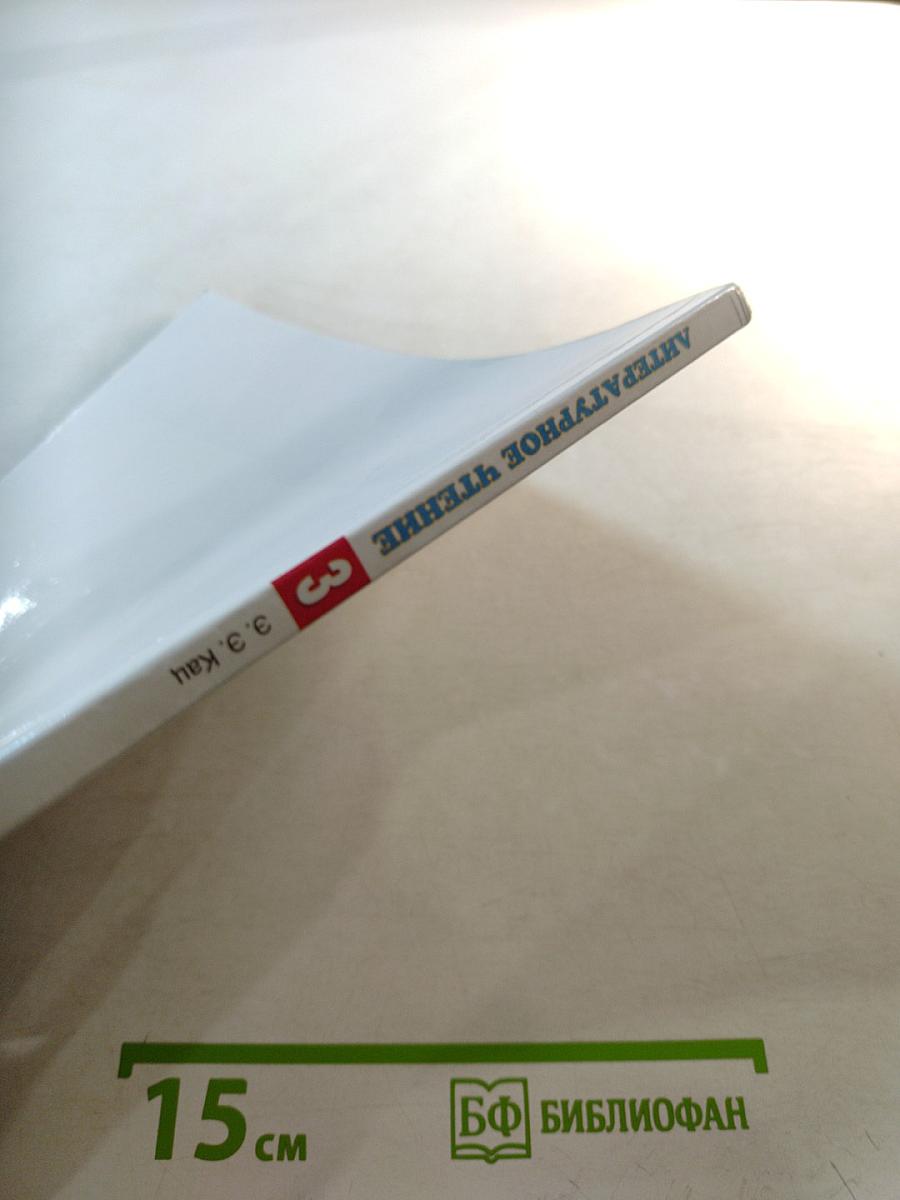 ЛИТЕРАТУРНОЕ ЧТЕНИЕ
3
Э. Э. Кац
15 см
БФ БИБЛИОФАН